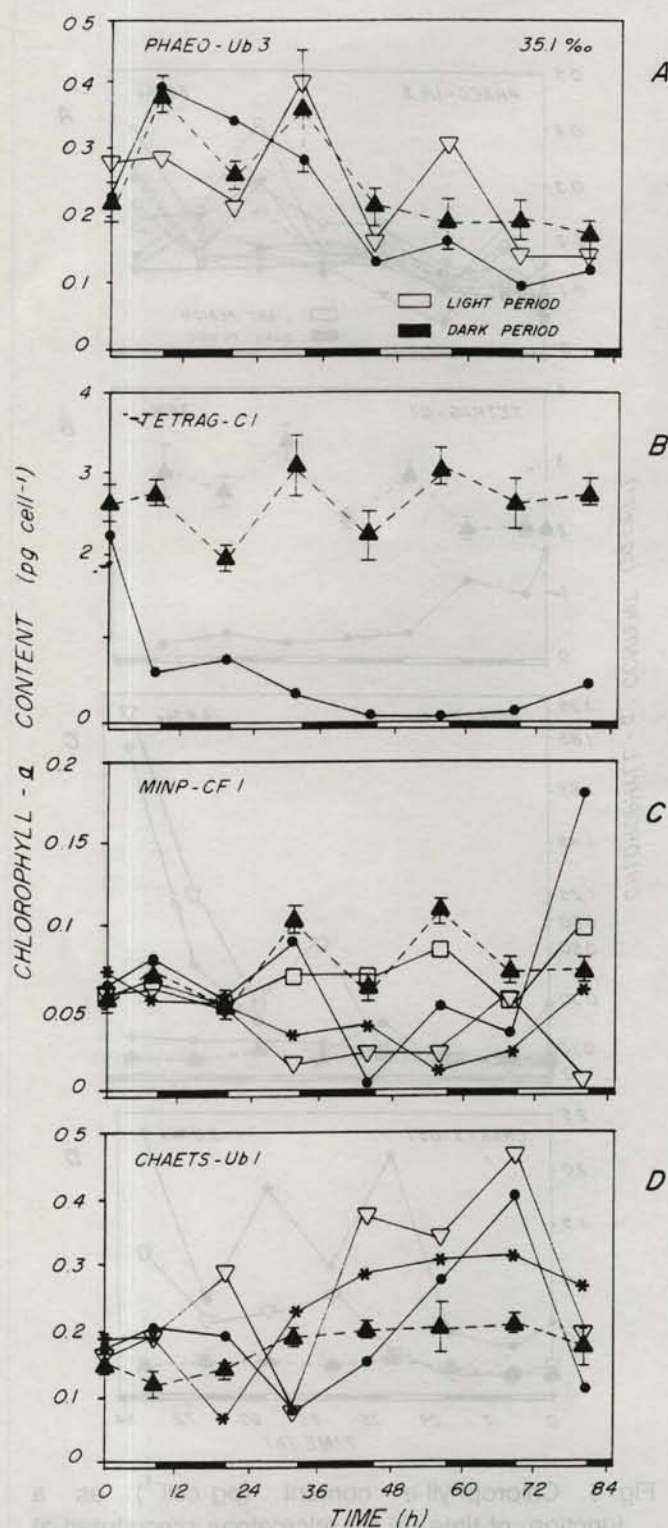 PHAEO-Ub 3
35.1 ‰
A
0.5
0.4
0.3
0.2
0.1
0
LIGHT PERIOD
DARK PERIOD
TETRAG-C1
B
4
3
2
1
0
MINP-CF 1
C
0.2
0.15
0.1
0.05
0
CHAETS-Ub 1
D
0.5
0.4
0.3
0.2
0.1
0
CHLOROPHYLL - a CONTENT (pg cell-1)
0 12 24 36 48 60 72 84
TIME (h)